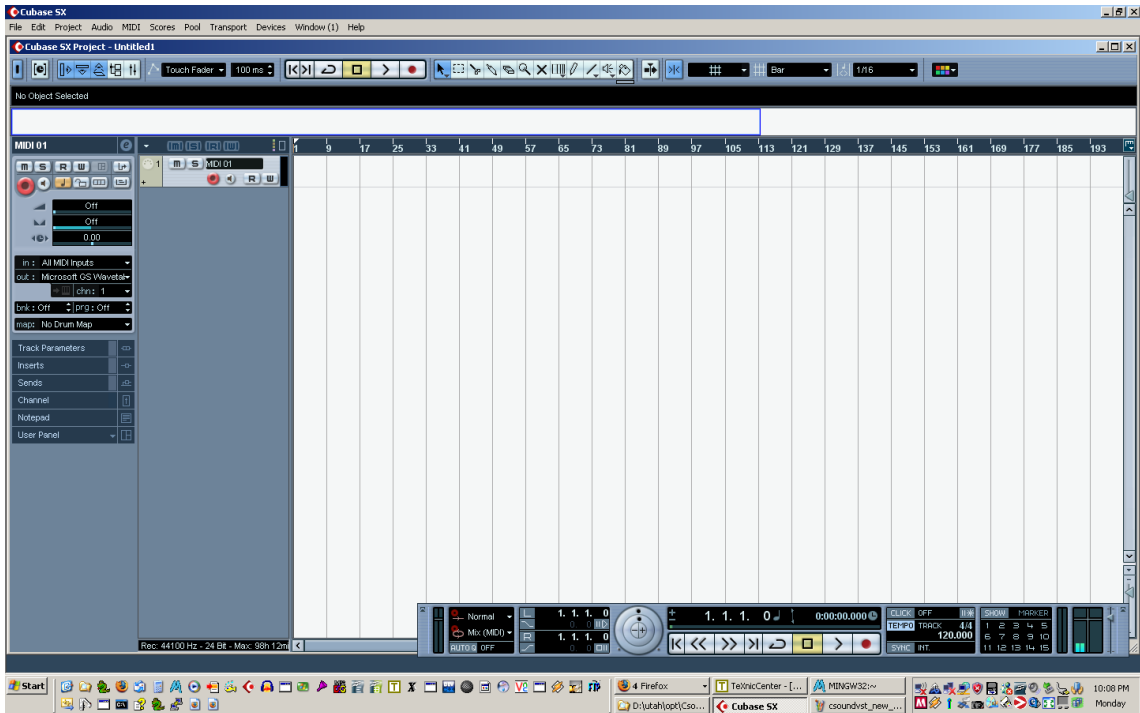 Cubase SX
File Edit Project Audio MIDI Scores Pool Transport Devices Window (1) Help
Cubase SX Project - Untitled1
Touch Fader 100 ms Bar 1/16
No Object Selected
MIDI 01
m S R W
1 m S MIDI 01
R W
1 9 17 25 33 41 49 57 65 73 81 89 97 105 113 121 129 137 145 153 161 169 177 185 193
Off
Off
0.00
in : All MIDI Inputs
out : Microsoft GS Wavetal
chn: 1
bnk : Off prg : Off
map: No Drum Map
Track Parameters
Inserts
Sends
Channel
Notepad
User Panel
Rec: 44100 Hz - 24 Bit - Max: 98h 12m
Normal
Mix (MIDI)
AUTO Q OFF
L 1. 1. 1. 0
0. 0
R 1. 1. 1. 0
0. 0
1. 1. 1. 0
0:00:00.000
CLICK OFF
TEMPO TRACK 4/4
120.000
SYNC INT.
SHOW MARKER
1 2 3 4 5
6 7 8 9 10
11 12 13 14 15
Start
4 Firefox
TeXnicCenter - [...
MINGW32:~
10:08 PM
D:\utah\opt\Cso...
Cubase SX
csoundvst_new_...
Monday